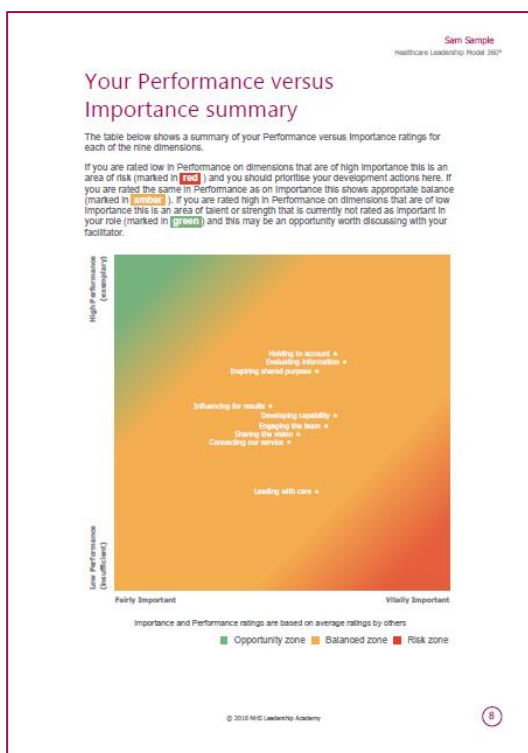 Sam Sample
Healthcare Leadership Model 360°
Your Performance versus
Importance summary
The table below shows a summary of your Performance versus Importance ratings for
each of the nine dimensions.
If you are rated low in Performance on dimensions that are of high importance this is an
area of risk (marked in red ) and you should prioritise your development actions here. If
you are rated the same in Performance as on Importance this shows appropriate balance
(marked in amber ). If you are rated high in Performance on dimensions that are of low
importance this is an area of talent or strength that is currently not rated as important in
your role (marked in green) and this may be an opportunity worth discussing with your
facilitator.
High Performance
(exemplary)
Holding to account
Evaluating information
Inspiring shared purpose
Influencing for results
Developing capability
Engaging the team
Sharing the vision
Connecting our service
Leading with care
Low Performance
(insufficient)
Fairly Important
Vitally Important
Importance and Performance ratings are based on average ratings by others
Opportunity zone
Balanced zone
Risk zone
© 2016 NHS Leadership Academy
8